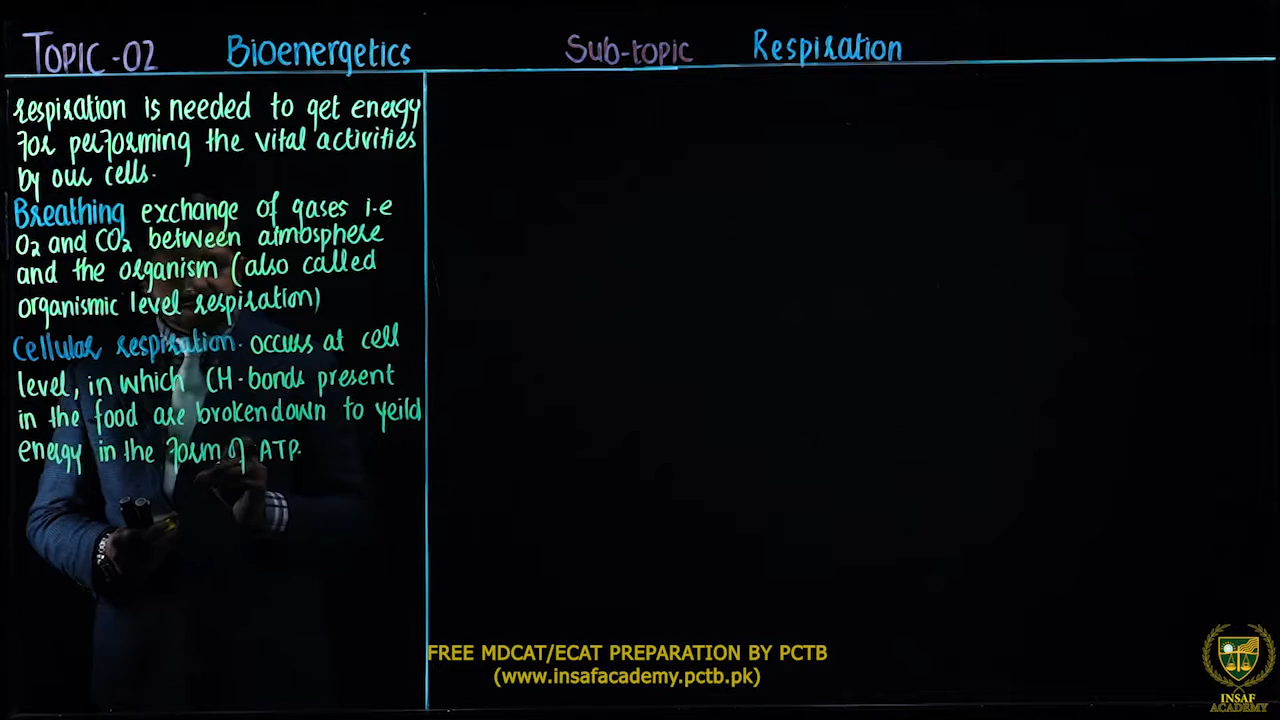 TOPIC-02 Bioenergetics Sub-topic Respiration
respiration is needed to get energy
for performing the vital activities
by our cells.
Breathing exchange of gases i.e
O₂ and CO₂ between atmosphere
and the organism (also called
organismic level respiration)
Cellular respiration. occurs at cell
level, in which CH-bonds present
in the food are brokendown to yeild
energy in the form of ATP.
FREE MDCAT/ECAT PREPARATION BY PCTB
(www.insafacademy.pctb.pk)
INSAF
ACADEMY